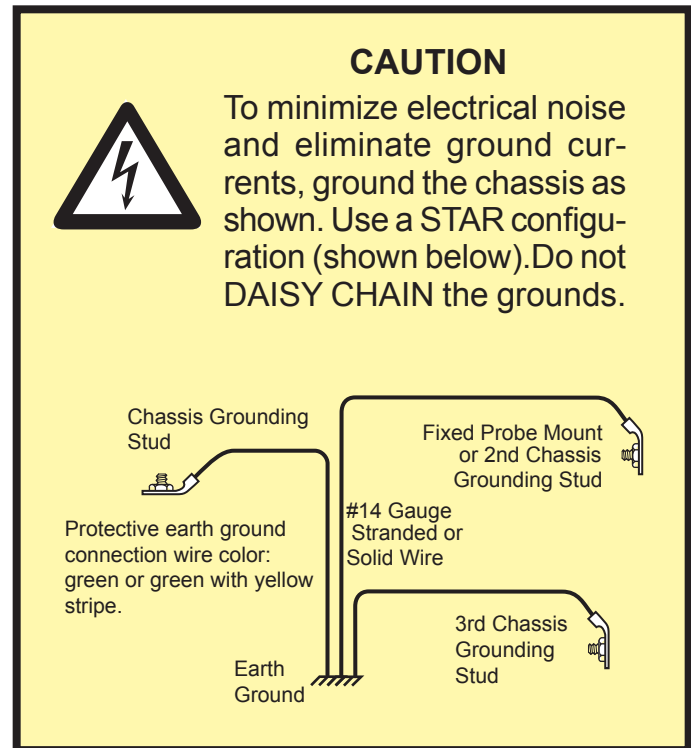 CAUTION
To minimize electrical noise
and eliminate ground cur-
rents, ground the chassis as
shown. Use a STAR configu-
ration (shown below).Do not
DAISY CHAIN the grounds.
Chassis Grounding
Stud
Fixed Probe Mount
or 2nd Chassis
Grounding Stud
#14 Gauge
Stranded or
Solid Wire
Protective earth ground
connection wire color:
green or green with yellow
stripe.
3rd Chassis
Grounding
Stud
Earth
Ground